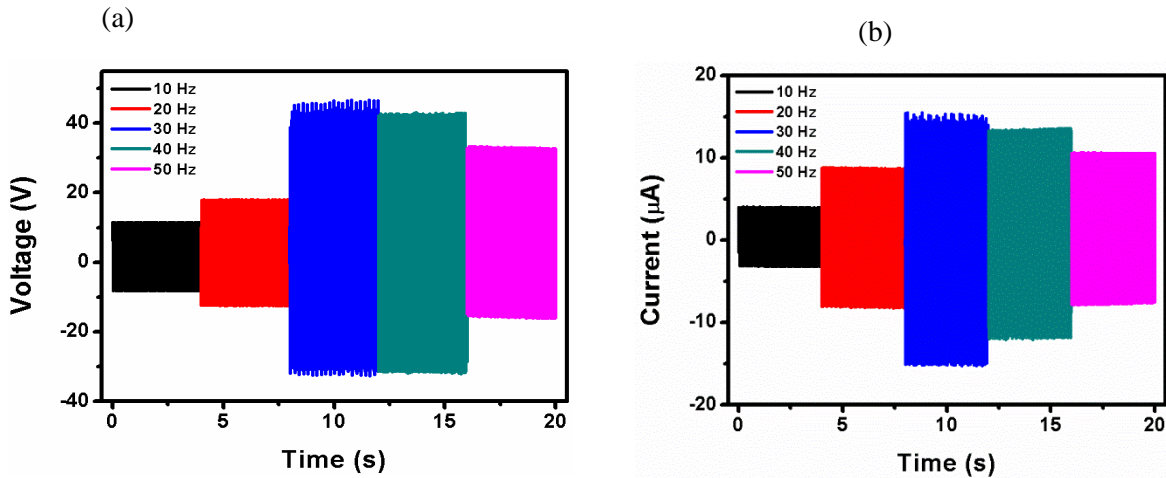 (a)
10 Hz
20 Hz
30 Hz
40 Hz
50 Hz
40
20
0
-20
-40
Voltage (V)
0 5 10 15 20
Time (s)
(b)
10 Hz
20 Hz
30 Hz
40 Hz
50 Hz
20
10
0
-10
-20
Current (μA)
0 5 10 15 20
Time (s)